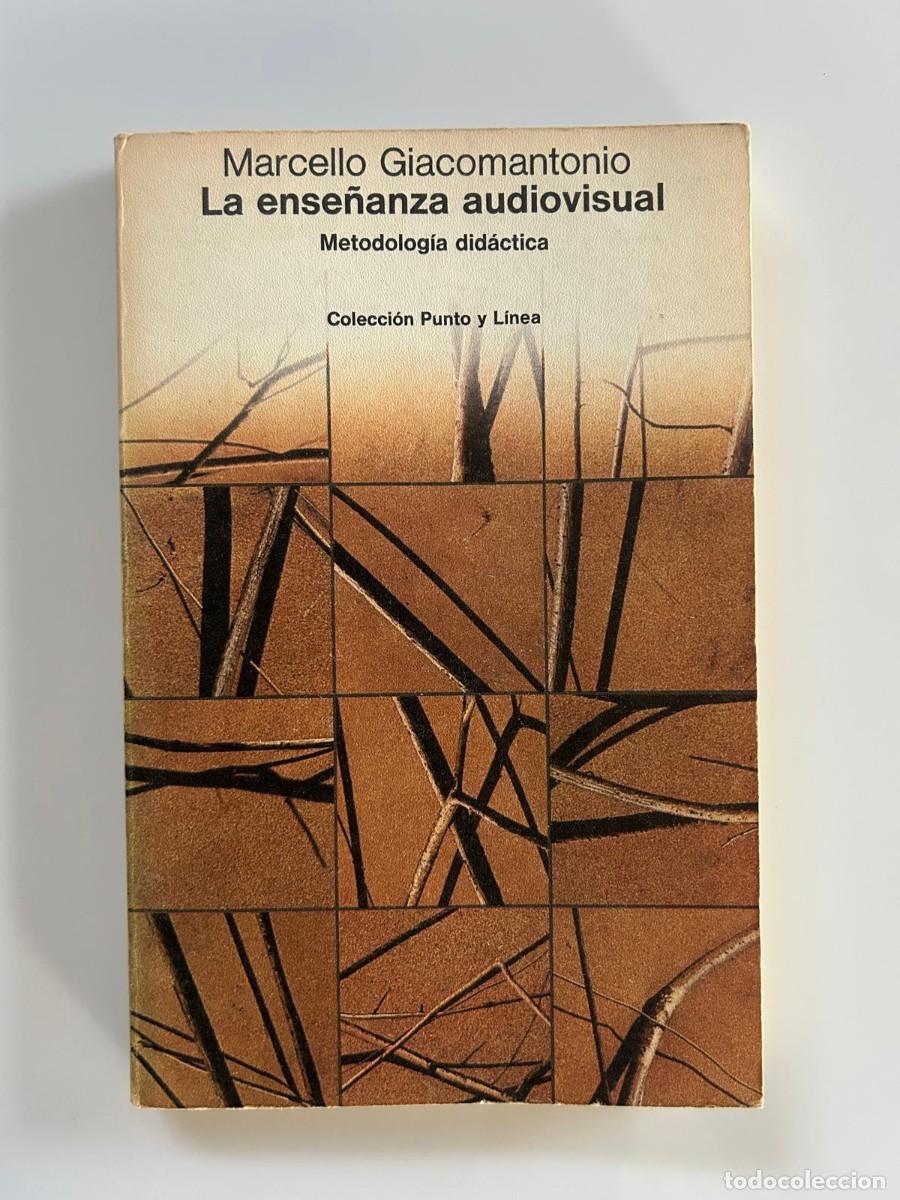 Marcello Giacomantonio
La enseñanza audiovisual
Metodología didáctica
Colección Punto y Línea
todocoleccion